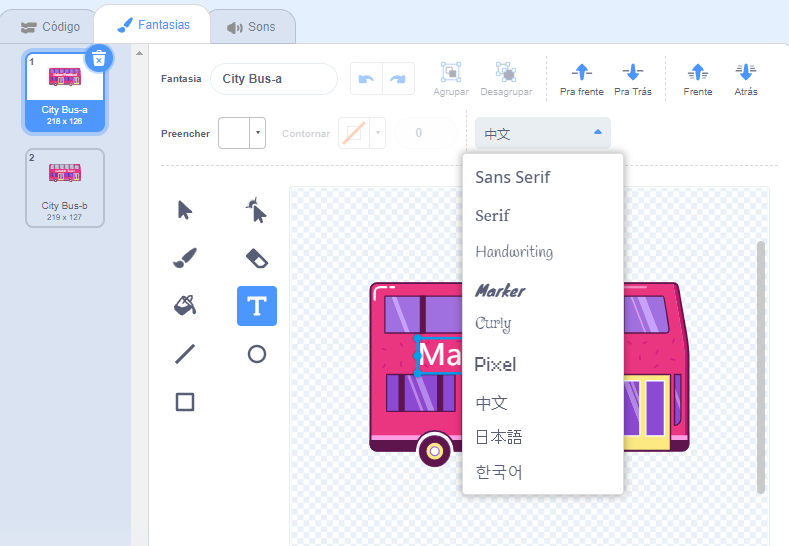 Código
Fantasias
Sons
1
City Bus-a
218 x 126
2
City Bus-b
219 x 127
Fantasia
City Bus-a
Agrupar
Desagrupar
Pra frente
Pra Trás
Frente
Atrás
Preencher
Contornar
0
中文
Sans Serif
Serif
Handwriting
Marker
Curly
Pixel
中文
日本語
한국어
T
Ma